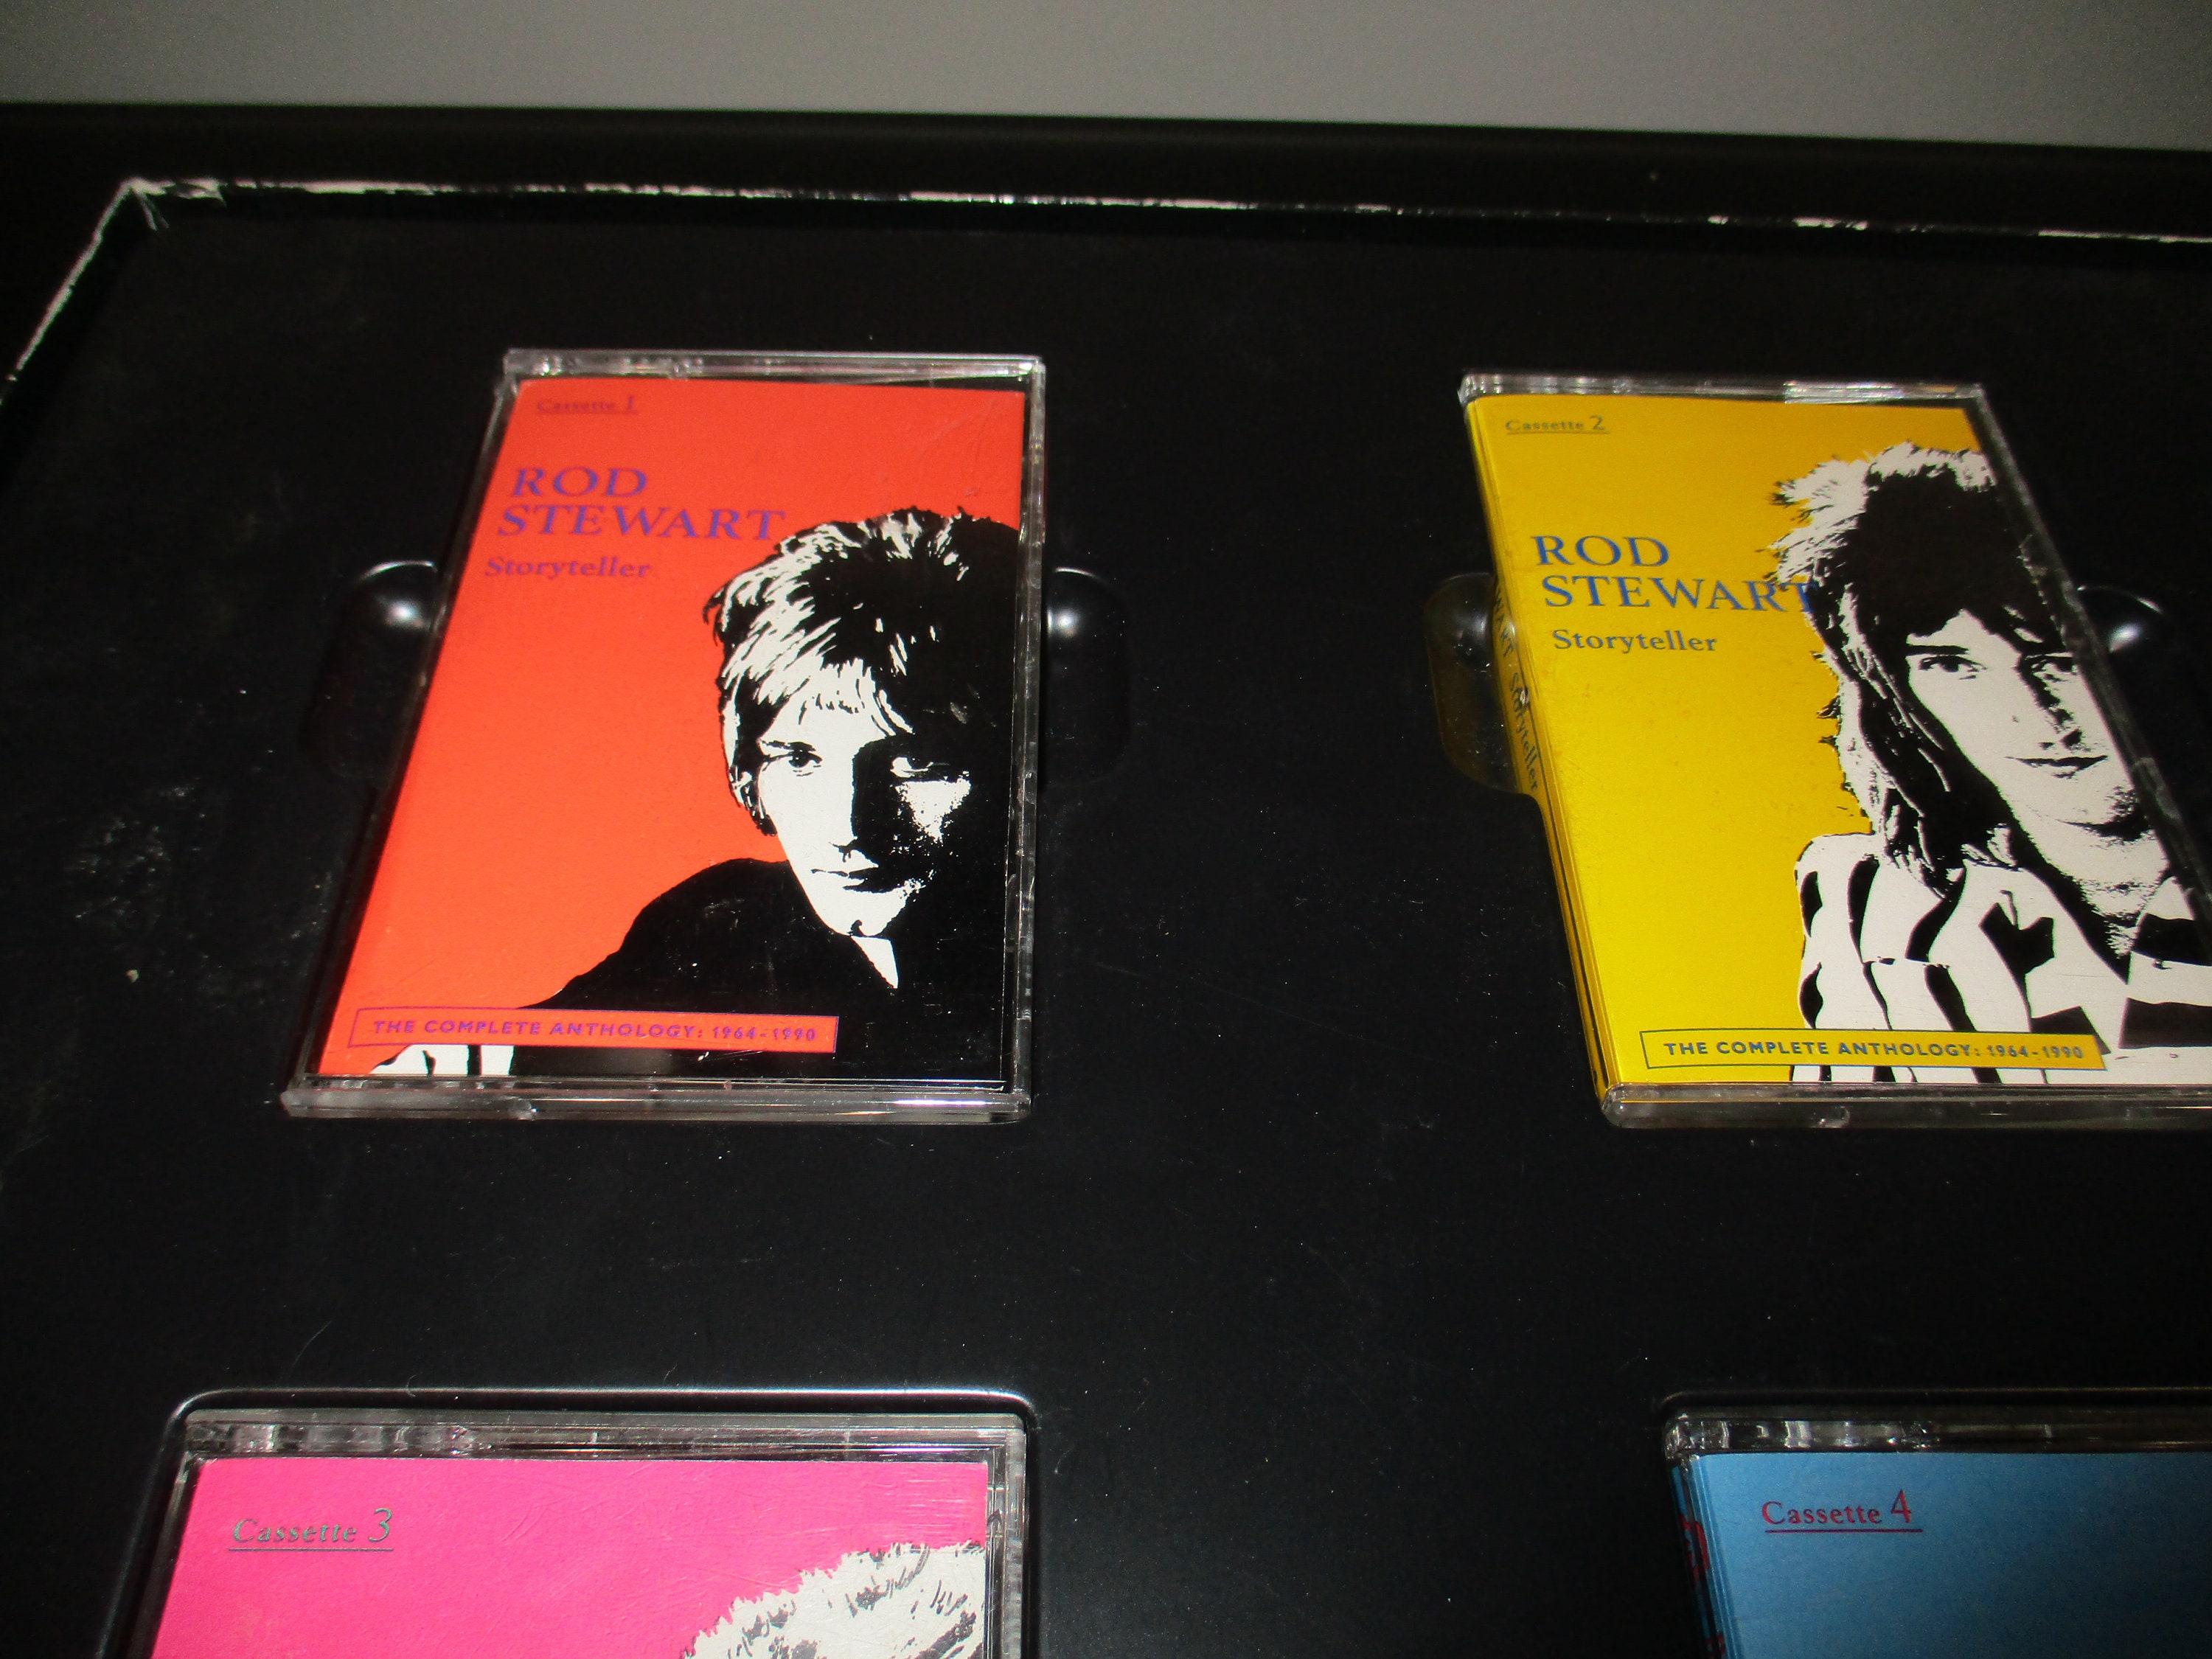 Cassette 1
ROD
STEWART
Storyteller
THE COMPLETE ANTHOLOGY: 1964-1990
Cassette 2
ROD
STEWART
Storyteller
Storyteller
THE COMPLETE ANTHOLOGY: 1964-1990
Cassette 3
Cassette 4